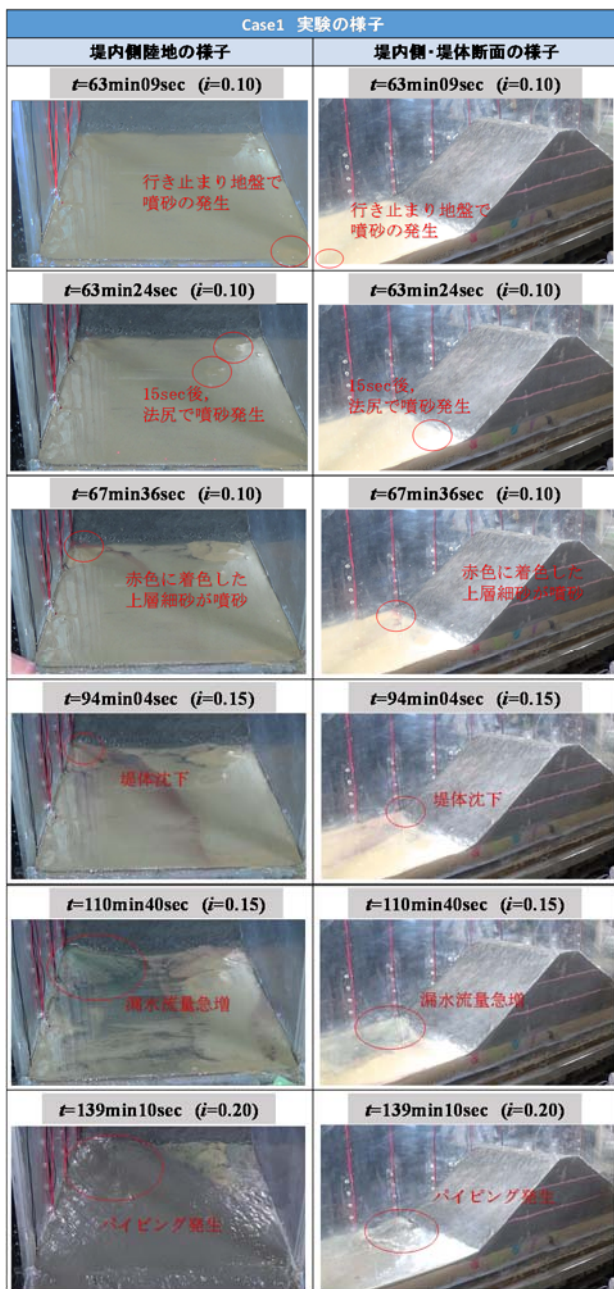 Case1 実験の様子
堤内側陸地の様子
堤内側・堤体断面の様子
t=63min09sec (i=0.10)
t=63min09sec (i=0.10)
行き止まり地盤で
噴砂の発生
行き止まり地盤で
噴砂の発生
t=63min24sec (i=0.10)
t=63min24sec (i=0.10)
15sec後,
法尻で噴砂発生
15sec後,
法尻で噴砂発生
t=67min36sec (i=0.10)
t=67min36sec (i=0.10)
赤色に着色した
上層細砂が噴砂
赤色に着色した
上層細砂が噴砂
t=94min04sec (i=0.15)
t=94min04sec (i=0.15)
堤体沈下
堤体沈下
t=110min40sec (i=0.15)
t=110min40sec (i=0.15)
漏水流量急増
漏水流量急増
t=139min10sec (i=0.20)
t=139min10sec (i=0.20)
パイピング発生
パイピング発生